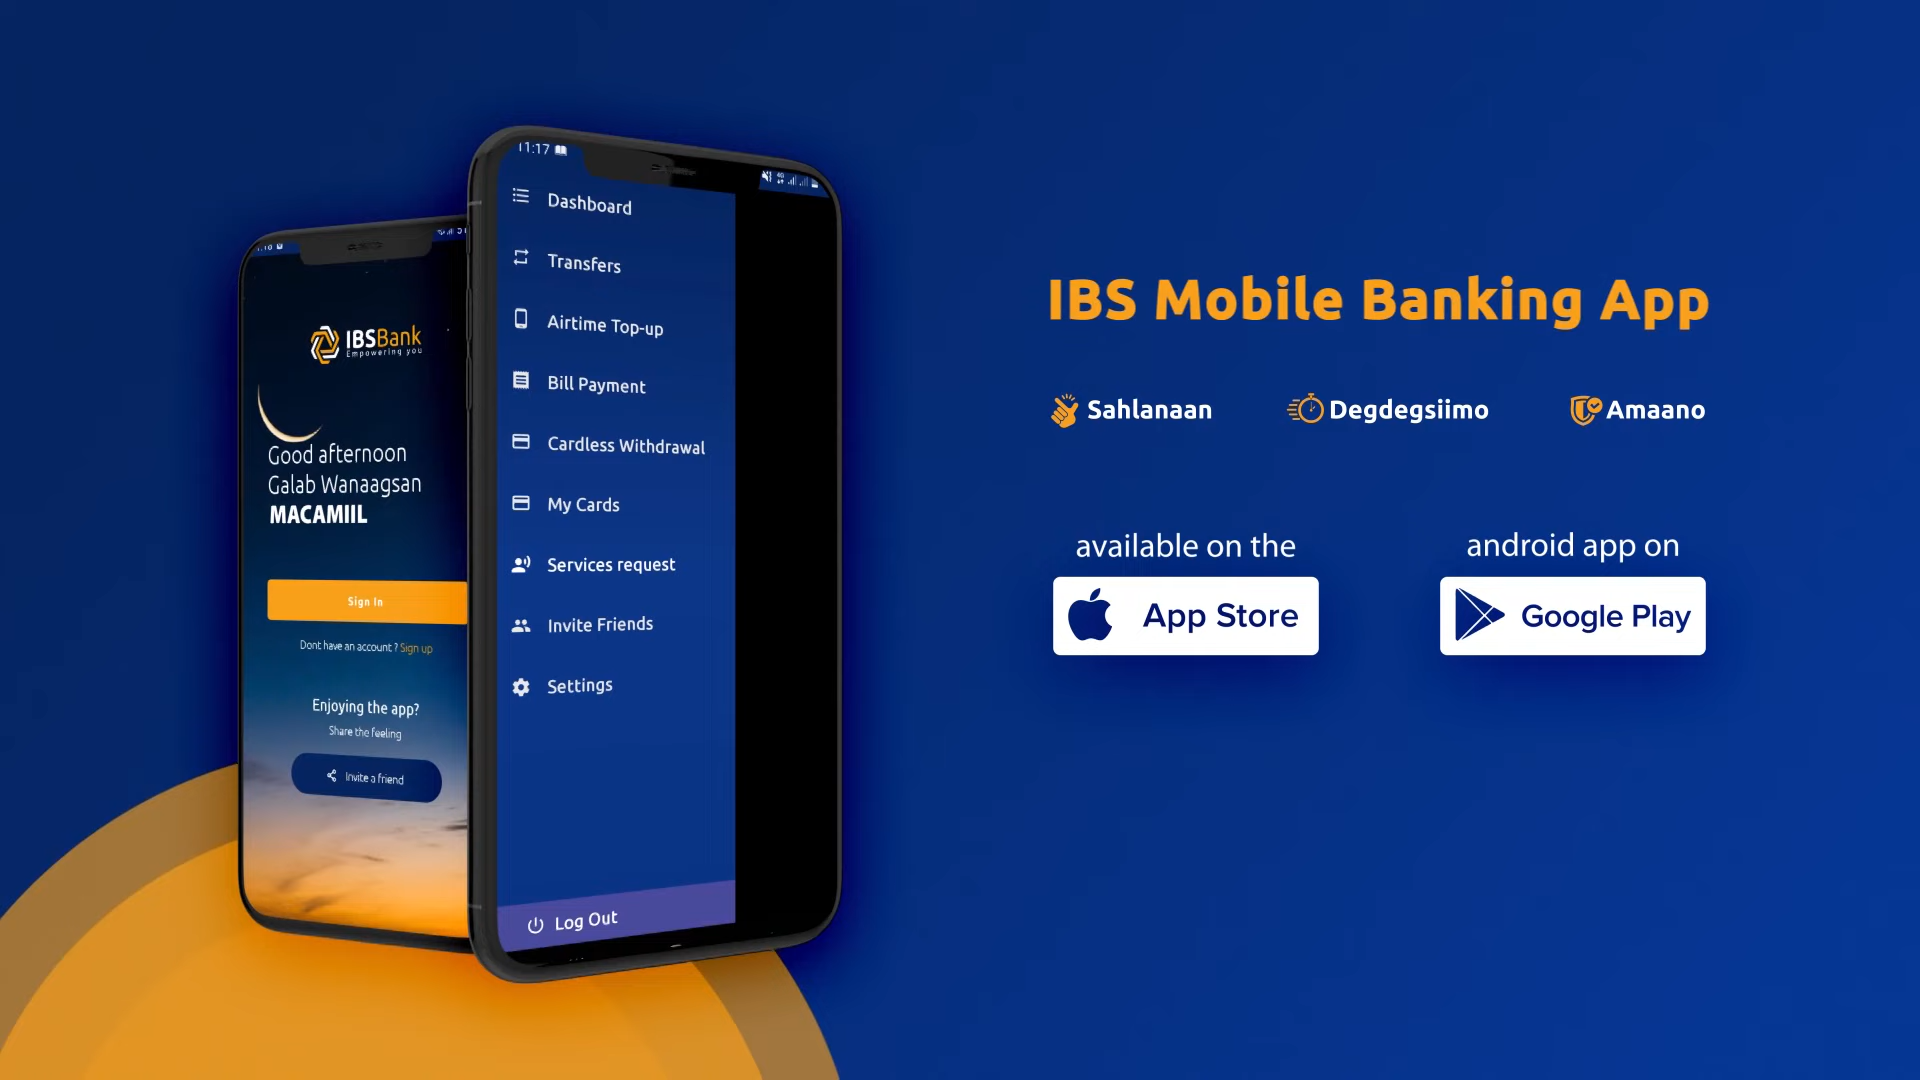 11:17
Dashboard
Transfers
Airtime Top-up
Bill Payment
Cardless Withdrawal
My Cards
Services request
Invite Friends
Settings
Log Out
IBSBank
Empowering you
Good afternoon
Galab Wanaagsan
MACAMIIL
Sign In
Dont have an account ? Sign up
Enjoying the app?
Share the feeling
Invite a friend
IBS Mobile Banking App
Sahlanaan
Degdegsiimo
Amaano
available on the
App Store
android app on
Google Play